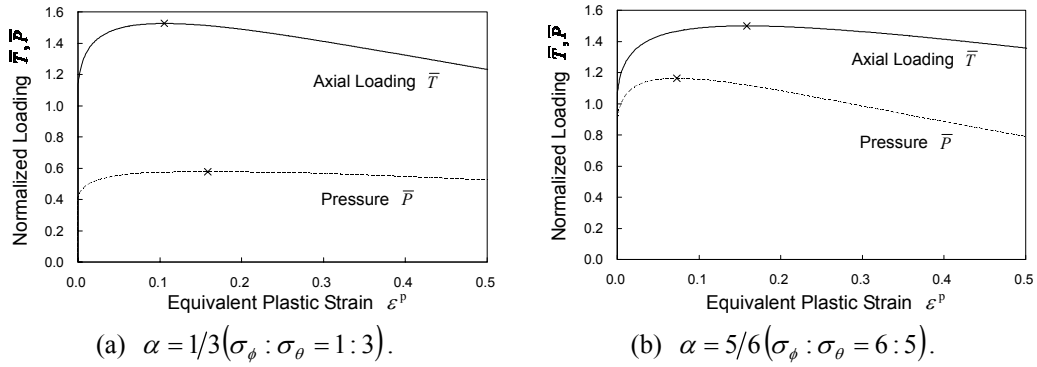 1.6
1.4
1.2
1.0
0.8
0.6
0.4
0.2
0.0
Normalized Loading T̅, P̅
Axial Loading T̅
Pressure P̅
0.0 0.1 0.2 0.3 0.4 0.5
Equivalent Plastic Strain εᵖ
(a) α = 1/3(σ_ϕ : σ_θ = 1 : 3).
1.6
1.4
1.2
1.0
0.8
0.6
0.4
0.2
0.0
Normalized Loading T̅, P̅
Axial Loading T̅
Pressure P̅
0.0 0.1 0.2 0.3 0.4 0.5
Equivalent Plastic Strain εᵖ
(b) α = 5/6(σ_ϕ : σ_θ = 6 : 5).